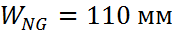 W_NG = 110 мм